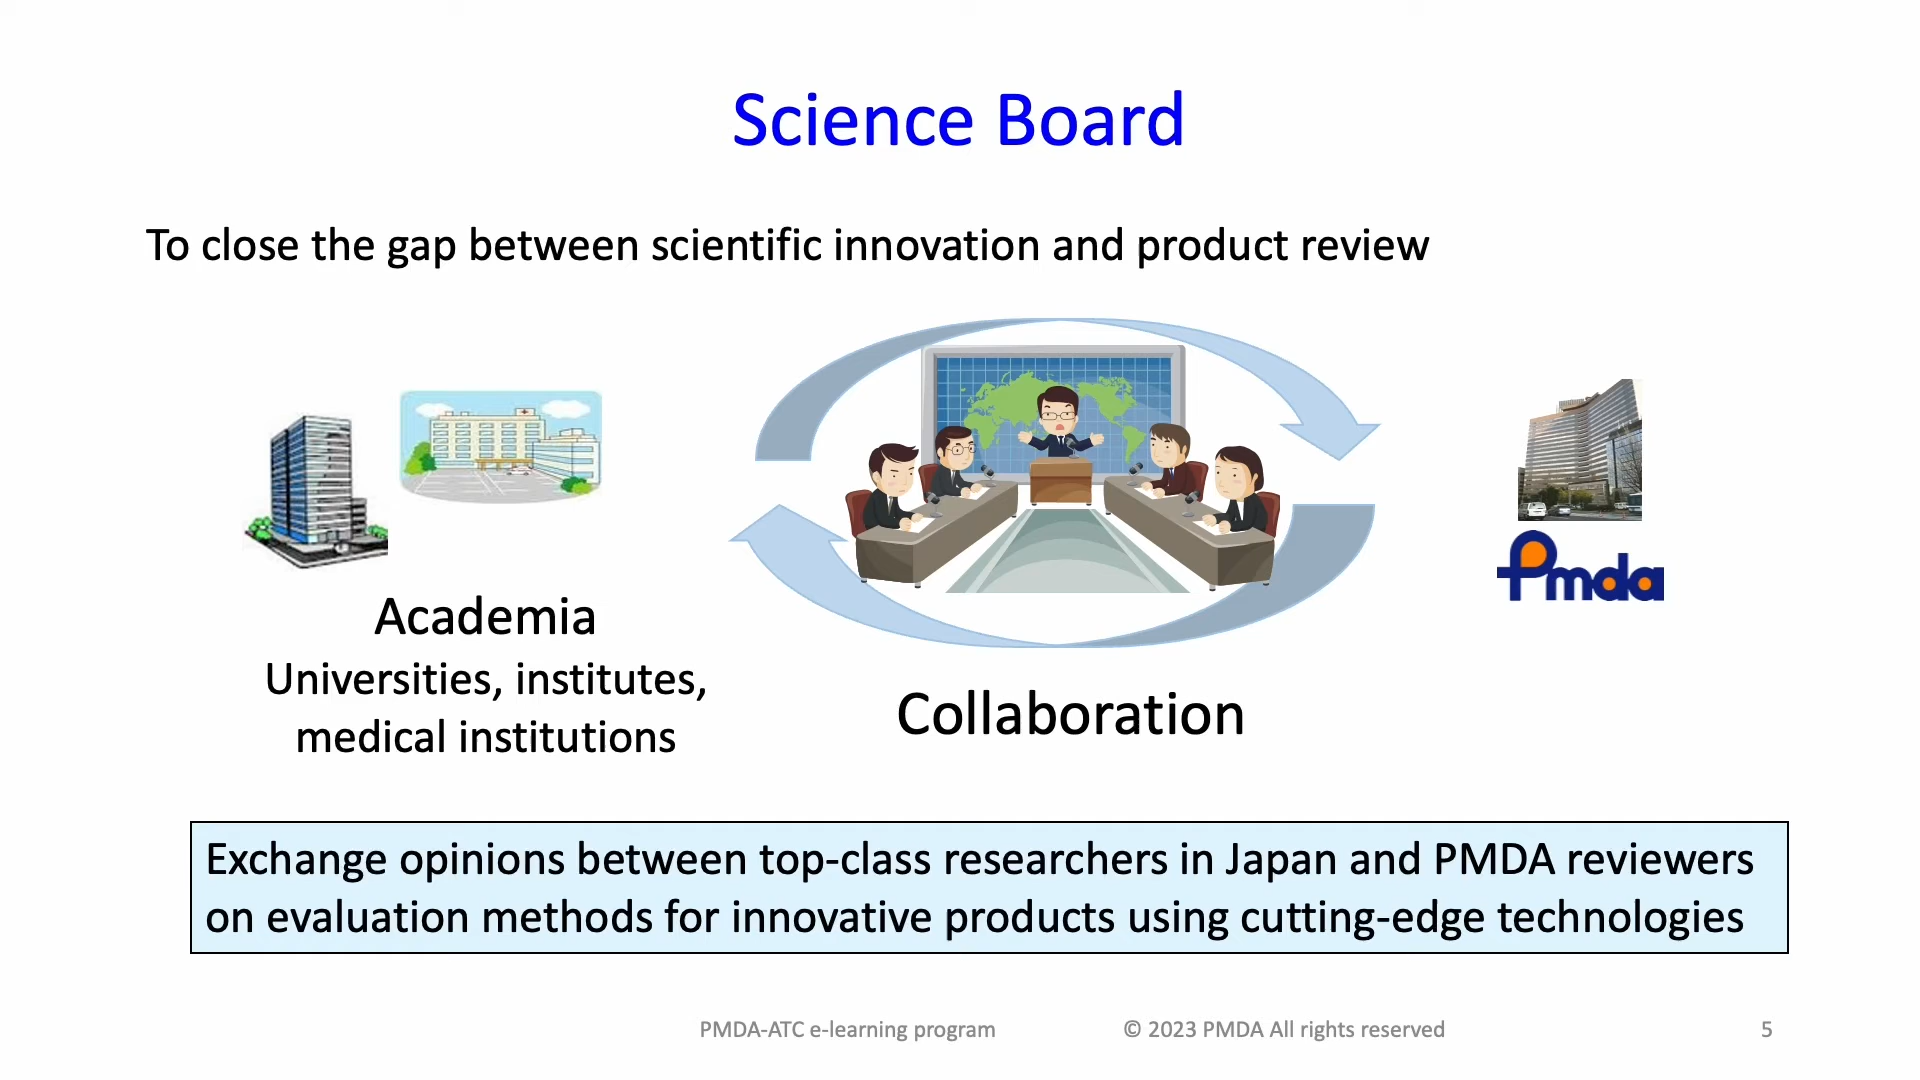 Science Board
To close the gap between scientific innovation and product review
Pmda
Academia
Universities, institutes,
medical institutions
Collaboration
Exchange opinions between top-class researchers in Japan and PMDA reviewers
on evaluation methods for innovative products using cutting-edge technologies
PMDA-ATC e-learning program
© 2023 PMDA All rights reserved
5